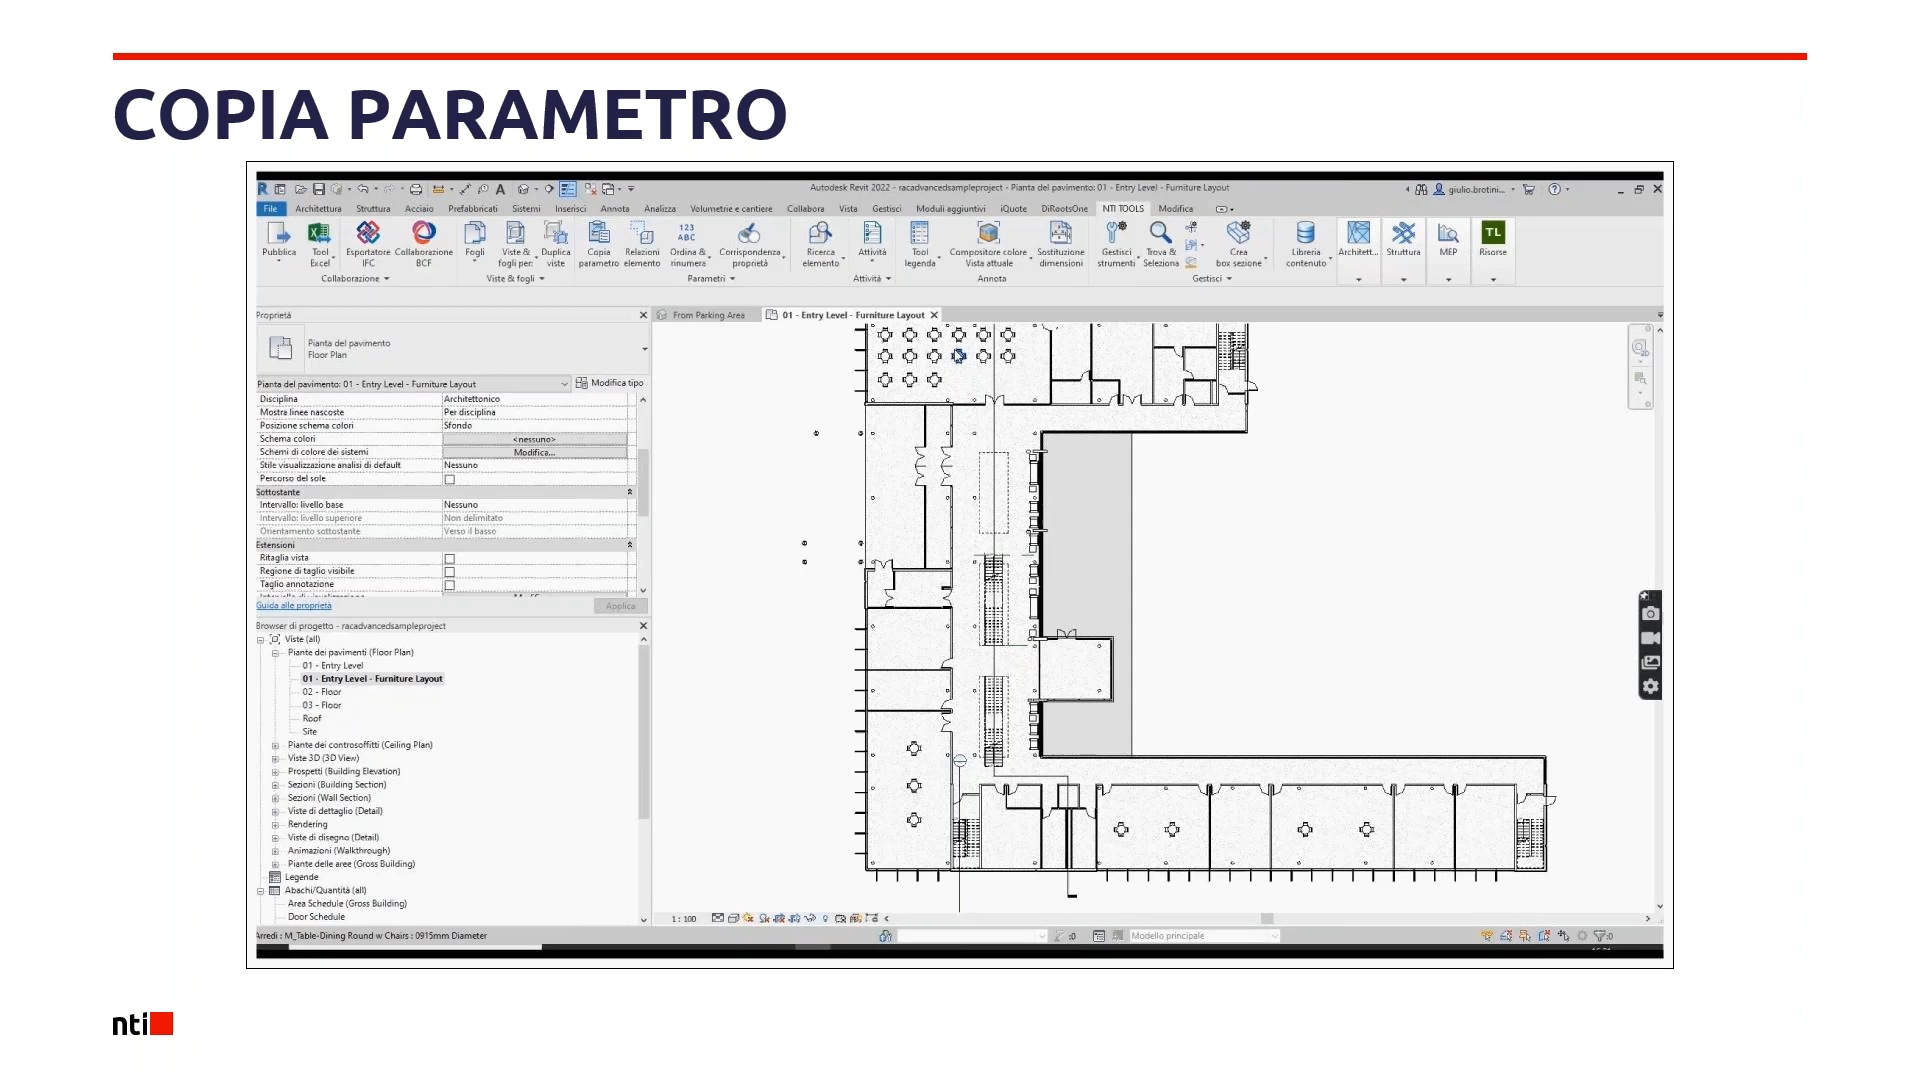 COPIA PARAMETRO
Autodesk Revit 2022 - racadvancedsampleproject - Pianta del pavimento: 01 - Entry Level - Furniture Layout
giulio.brotini...
File Architettura Struttura Acciaio Prefabbricati Sistemi Inserisci Annota Analizza Volumetrie e cantiere Collabora Vista Gestisci Moduli aggiuntivi iQuote DiRootsOne NTI TOOLS Modifica
Pubblica
Tool Excel
Esportatore IFC
Collaborazione BCF
Fogli
Viste & fogli per:
Duplica viste
Copia parametro
Relazioni elemento
123 ABC
Ordina & rinumera
Corrispondenza proprietà
Ricerca elemento
Attività
Tool legenda
Compositore colore Vista attuale
Sostituzione dimensioni
Gestisci strumenti
Trova & Seleziona
Crea box sezione
Libreria contenuto
Architett...
Struttura
MEP
TL
Risorse
Collaborazione Viste & fogli Parametri Attività Annota Gestisci
Proprietà
From Parking Area
01 - Entry Level - Furniture Layout
Pianta del pavimento
Floor Plan
Pianta del pavimento: 01 - Entry Level - Furniture Layout Modifica tipo
Disciplina Architettonico
Mostra linee nascoste Per disciplina
Posizione schema colori Sfondo
Schema colori <nessuno>
Schemi di colore dei sistemi Modifica...
Stile visualizzazione analisi di default Nessuno
Percorso del sole
Sottostante
Intervallo: livello base Nessuno
Intervallo: livello superiore Non delimitato
Orientamento sottostante Verso il basso
Estensioni
Ritaglia vista
Regione di taglio visibile
Taglio annotazione
Guida alle proprietà Applica
Browser di progetto - racadvancedsampleproject
Viste (all)
Piante dei pavimenti (Floor Plan)
01 - Entry Level
01 - Entry Level - Furniture Layout
02 - Floor
03 - Floor
Roof
Site
Piante dei controsoffitti (Ceiling Plan)
Viste 3D (3D View)
Prospetti (Building Elevation)
Sezioni (Building Section)
Sezioni (Wall Section)
Viste di dettaglio (Detail)
Rendering
Viste di disegno (Detail)
Animazioni (Walkthrough)
Piante delle aree (Gross Building)
Legende
Abachi/Quantità (all)
Area Schedule (Gross Building)
Door Schedule
1 : 100
Arredi : M_Table-Dining Round w Chairs : 0915mm Diameter
:0
Modello principale
:0
nti